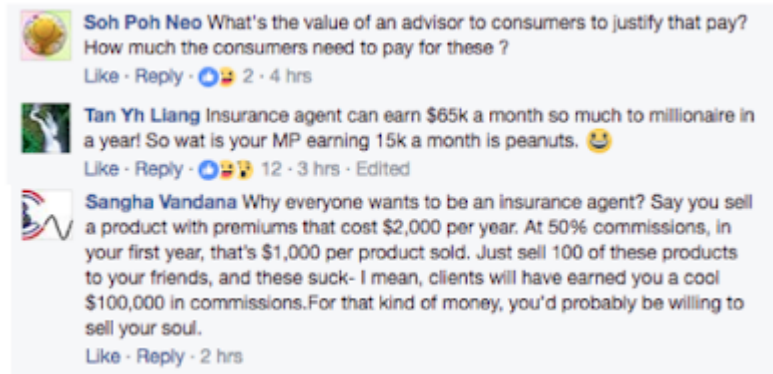 Soh Poh Neo What's the value of an advisor to consumers to justify that pay?
How much the consumers need to pay for these ?
Like · Reply · 2 · 4 hrs
Tan Yh Liang Insurance agent can earn $65k a month so much to millionaire in
a year! So wat is your MP earning 15k a month is peanuts.
Like · Reply · 12 · 3 hrs · Edited
Sangha Vandana Why everyone wants to be an insurance agent? Say you sell
a product with premiums that cost $2,000 per year. At 50% commissions, in
your first year, that's $1,000 per product sold. Just sell 100 of these products
to your friends, and these suck- I mean, clients will have earned you a cool
$100,000 in commissions.For that kind of money, you'd probably be willing to
sell your soul.
Like · Reply · 2 hrs